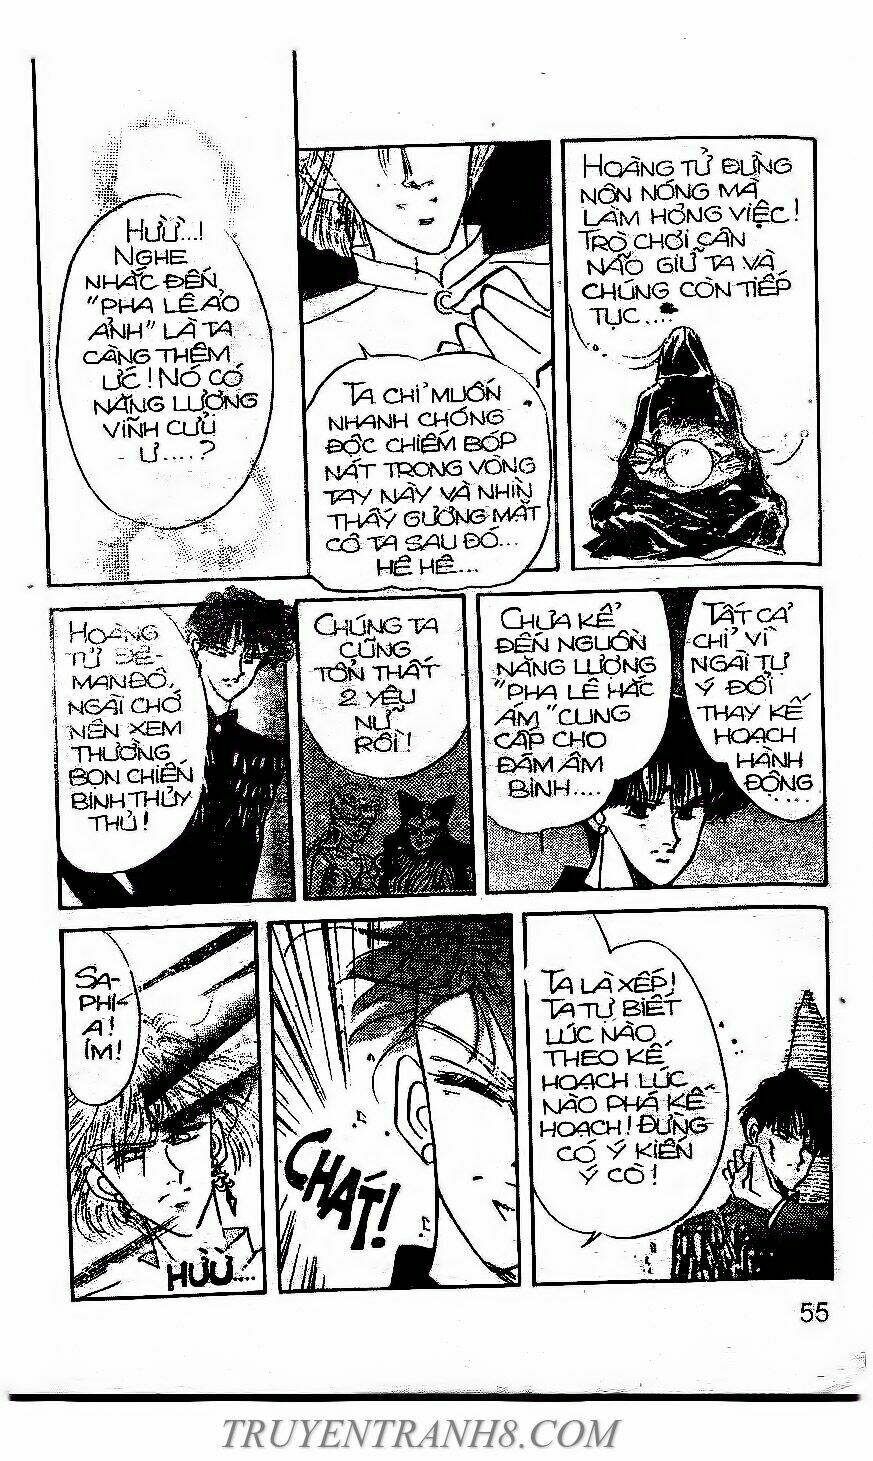 HỪỪ...!
NGHE
NHẮC ĐẾN
"PHA LÊ ẢO
ẢNH" LÀ TA
CÀNG THÊM
ỨC! NÓ CÓ
NĂNG LƯỢNG
VĨNH CỬU
Ư....?
TA CHỈ MUỐN
NHANH CHÓNG
ĐỘC CHIẾM BÓP
NÁT TRONG VÒNG
TAY NÀY VÀ NHÌN
THẤY GƯƠNG MẶT
CÔ TA SAU ĐÓ...
HÊ HÊ...
HOÀNG TỬ ĐỪNG
NÔN NÓNG MÀ
LÀM HỎNG VIỆC!
TRÒ CHƠI CÂN
NÃO GIỮ TA VÀ
CHÚNG CÒN TIẾP
TỤC....
HOÀNG
TỬ ĐÊ-
MANĐÔ,
NGÀI CHỚ
NÊN XEM
THƯỜNG
BỌN CHIẾN
BINH THỦY
THỦ!
CHÚNG TA
CŨNG
TỔN THẤT
2 YÊU
NỮ
RỒI!
CHƯA KỂ
ĐẾN NGUỒN
NĂNG LƯỢNG
"PHA LÊ HẮC
ÁM" CUNG
CẤP CHO
ĐÁM ÂM
BINH....
TẤT CẢ
CHỈ VÌ
NGÀI TỰ
Ý ĐỔI
THAY KẾ
HOẠCH
HÀNH
ĐỘNG
.....
SA-
PHI-
A!
ÍM!
HỪỪ....
CHÁT!
TA LÀ XẾP!
TA TỰ BIẾT
LÚC NÀO
THEO KẾ
HOẠCH LÚC
NÀO PHÁ KẾ
HOẠCH! ĐỪNG
CÓ Ý KIẾN
Ý CÒ!
55
TRUYENTRANH8.COM